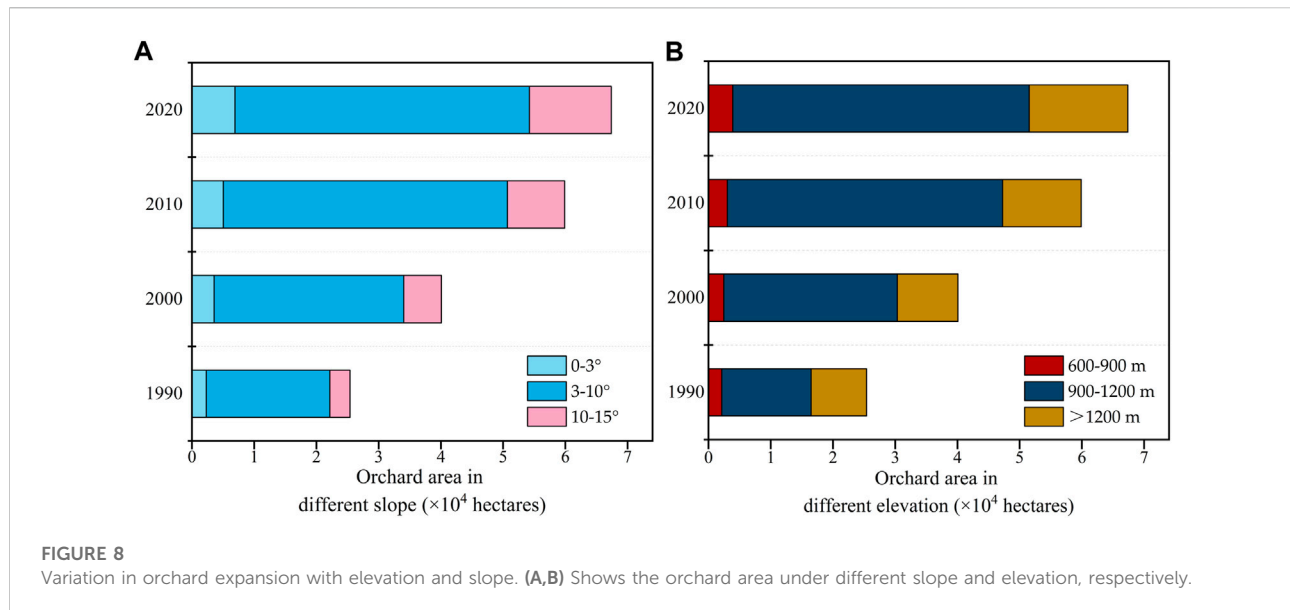 A
2020
2010
2000
1990
0-3°
3-10°
10-15°
0 1 2 3 4 5 6 7
Orchard area in
different slope (×10⁴ hectares)
B
2020
2010
2000
1990
600-900 m
900-1200 m
>1200 m
0 1 2 3 4 5 6 7
Orchard area in
different elevation (×10⁴ hectares)
FIGURE 8
Variation in orchard expansion with elevation and slope. (A,B) Shows the orchard area under different slope and elevation, respectively.